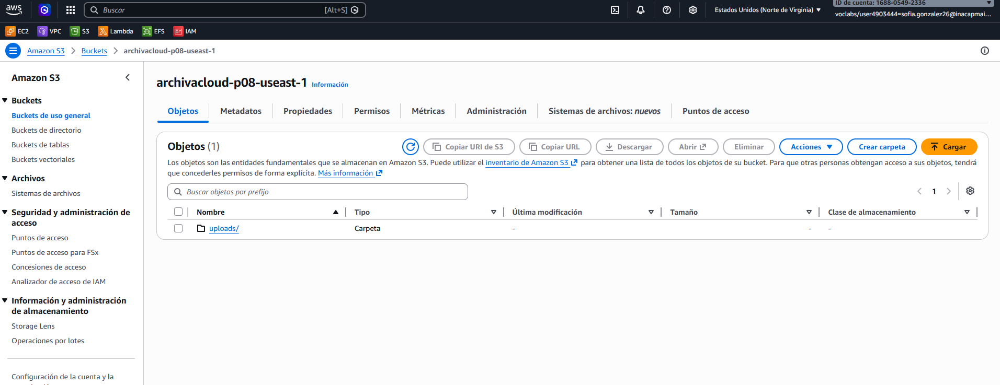 aws
Buscar
[Alt+S]
Estados Unidos (Norte de Virginia)
ID de cuenta: 1688-0549-2336
voclabs/user4903444=sofia.gonzalez26@inacapmai...
EC2
VPC
S3
Lambda
EFS
IAM
Amazon S3
Buckets
archivacloud-p08-useast-1
Amazon S3
Buckets
Buckets de uso general
Buckets de directorio
Buckets de tablas
Buckets vectoriales
Archivos
Sistemas de archivos
Seguridad y administración de
acceso
Puntos de acceso
Puntos de acceso para FSx
Concesiones de acceso
Analizador de acceso de IAM
Información y administración
de almacenamiento
Storage Lens
Operaciones por lotes
Configuración de la cuenta y la
archivacloud-p08-useast-1 Información
Objetos
Metadatos
Propiedades
Permisos
Métricas
Administración
Sistemas de archivos: nuevos
Puntos de acceso
Objetos (1)
Copiar URI de S3
Copiar URL
Descargar
Abrir
Eliminar
Acciones
Crear carpeta
Cargar
Los objetos son las entidades fundamentales que se almacenan en Amazon S3. Puede utilizar el inventario de Amazon S3 para obtener una lista de todos los objetos de su bucket. Para que otras personas obtengan acceso a sus objetos, tendrá
que concederles permisos de forma explícita. Más información
Buscar objetos por prefijo
1
Nombre
Tipo
Última modificación
Tamaño
Clase de almacenamiento
uploads/
Carpeta
-
-
-